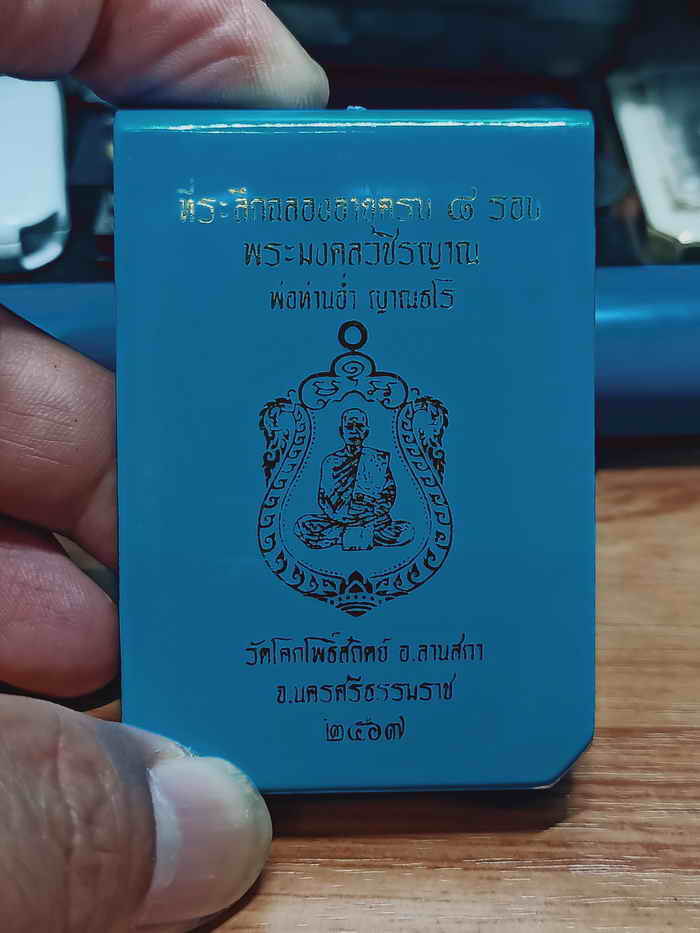 ที่ระลึกฉลองอายุครบ ๘ รอบ
พระมงคลวัชิรญาณ
พ่อท่านอ่ำ ญาณธโร
วัดโคกโพธิ์สถิตย์ อ.ลานสกา
จ.นครศรีธรรมราช
๒๕๖๗